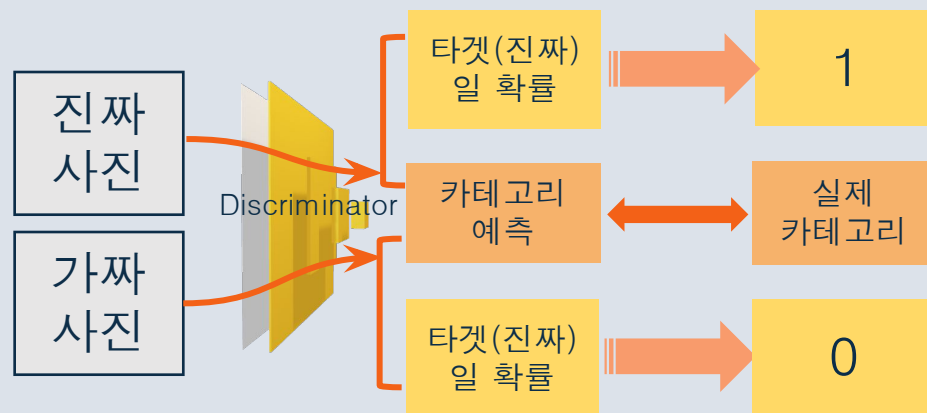 진짜
사진
가짜
사진
Discriminator
타겟(진짜)
일 확률
1
카테고리
예측
실제
카테고리
타겟(진짜)
일 확률
0